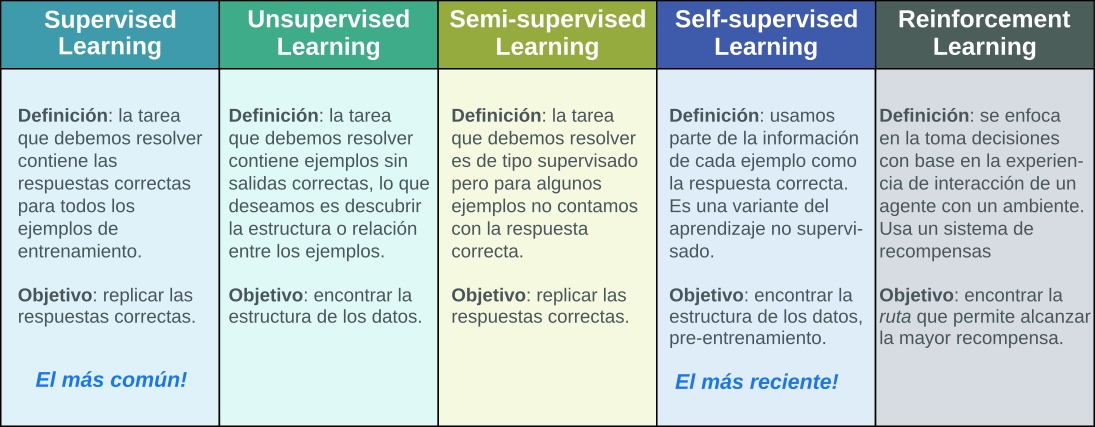 Supervised
Learning
Unsupervised
Learning
Semi-supervised
Learning
Self-supervised
Learning
Reinforcement
Learning
Definición: la tarea
que debemos resolver
contiene las
respuestas correctas
para todos los
ejemplos de
entrenamiento.
Objetivo: replicar las
respuestas correctas.
El más común!
Definición: la tarea
que debemos resolver
contiene ejemplos sin
salidas correctas, lo que
deseamos es descubrir
la estructura o relación
entre los ejemplos.
Objetivo: encontrar la
estructura de los datos.
Definición: la tarea
que debemos resolver
es de tipo supervisado
pero para algunos
ejemplos no contamos
con la respuesta
correcta.
Objetivo: replicar las
respuestas correctas.
Definición: usamos
parte de la información
de cada ejemplo como
la respuesta correcta.
Es una variante del
aprendizaje no supervi-
sado.
Objetivo: encontrar la
estructura de los datos,
pre-entrenamiento.
El más reciente!
Definición: se enfoca
en la toma decisiones
con base en la experien-
cia de interacción de un
agente con un ambiente.
Usa un sistema de
recompensas
Objetivo: encontrar la
ruta que permite alcanzar
la mayor recompensa.